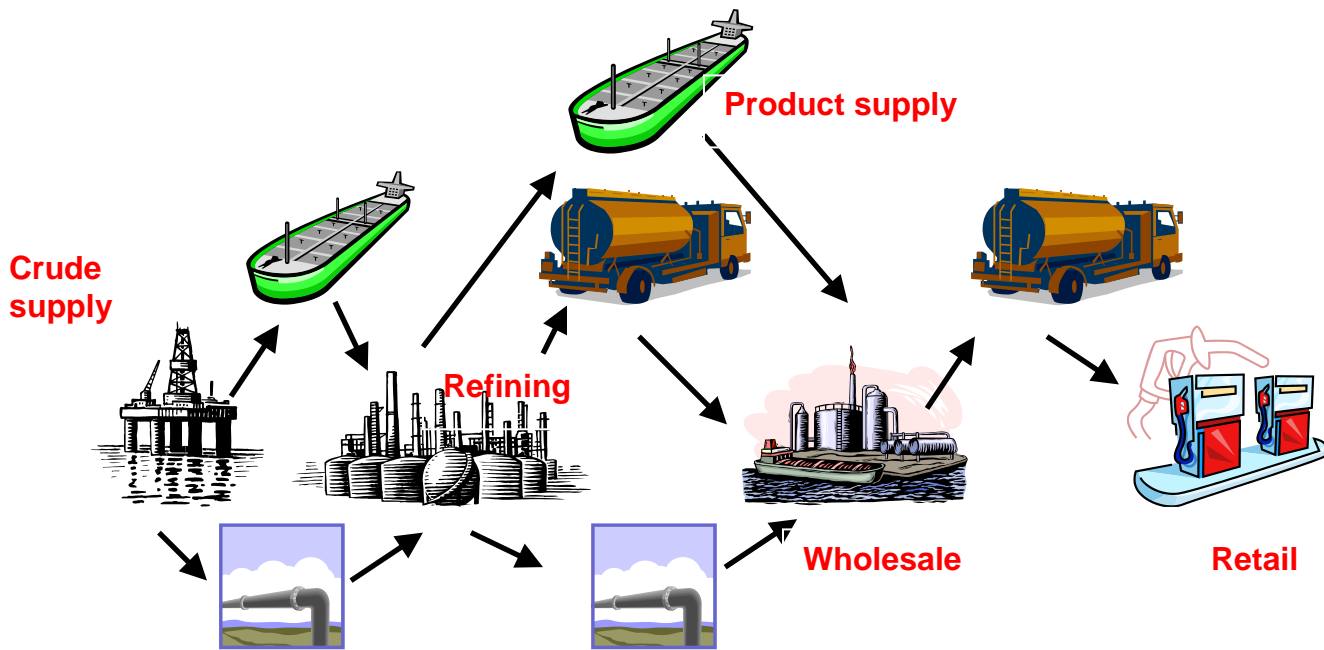 Product supply
Crude
supply
Refining
Wholesale
Retail